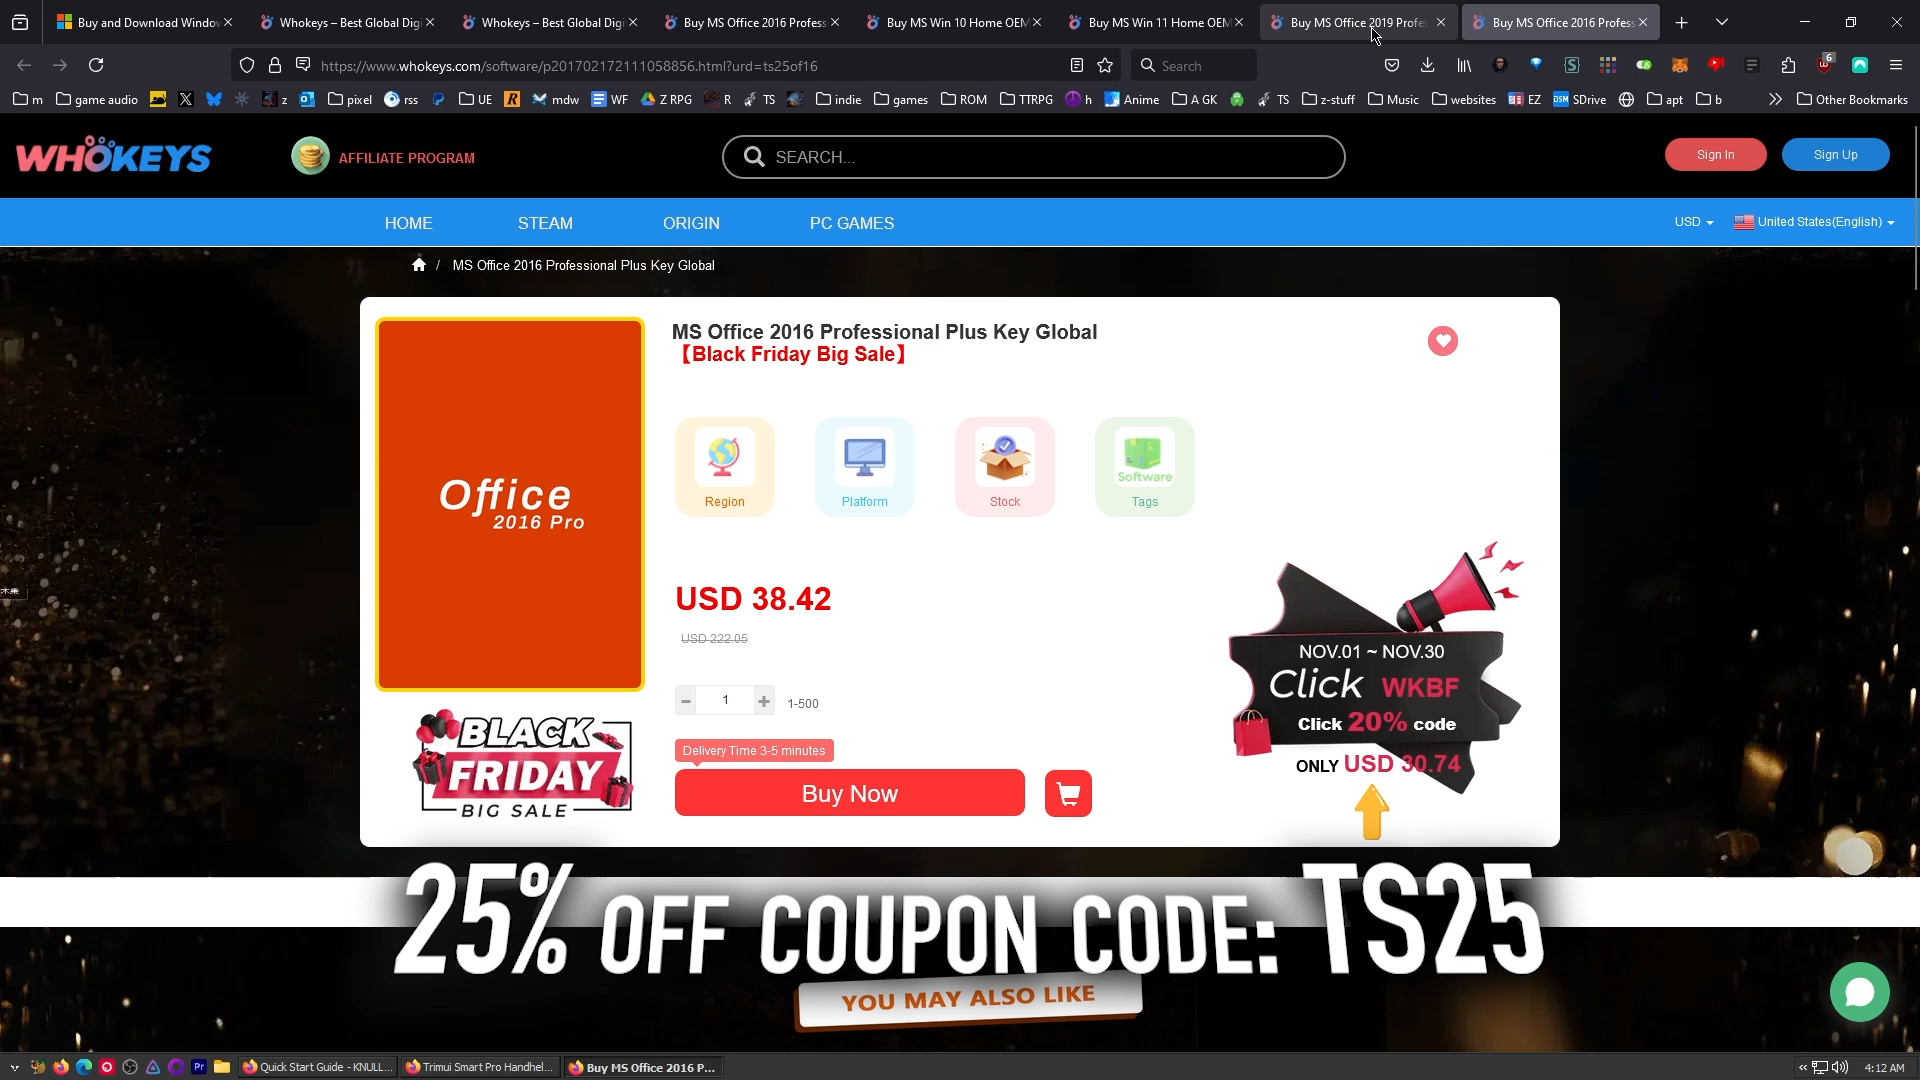 Buy and Download Window
Whokeys – Best Global Digi
Whokeys – Best Global Digi
Buy MS Office 2016 Profess
Buy MS Win 10 Home OEM
Buy MS Win 11 Home OEM
Buy MS Office 2019 Profes
Buy MS Office 2016 Profess
https://www.whokeys.com/software/p201702172111058856.html?urd=ts25of16
Search
6
m
game audio
z
pixel
rss
UE
mdw
WF
Z RPG
R
TS
indie
games
ROM
TTRPG
h
Anime
A GK
TS
z-stuff
Music
websites
EZ
SDrive
apt
b
Other Bookmarks
WHOKEYS
AFFILIATE PROGRAM
SEARCH...
Sign In
Sign Up
HOME
STEAM
ORIGIN
PC GAMES
USD
United States(English)
/ MS Office 2016 Professional Plus Key Global
MS Office 2016 Professional Plus Key Global
【Black Friday Big Sale】
Office
2016 Pro
Software
Region
Platform
Stock
Tags
USD 38.42
USD 222.05
1
1-500
Delivery Time 3-5 minutes
Buy Now
NOV.01 ~ NOV.30
Click WKBF
Click 20% code
ONLY USD 30.74
BLACK
FRIDAY
BIG SALE
25% OFF COUPON CODE: TS25
YOU MAY ALSO LIKE
Quick Start Guide - KNULL...
Trimui Smart Pro Handhel...
Buy MS Office 2016 P...
4:12 AM